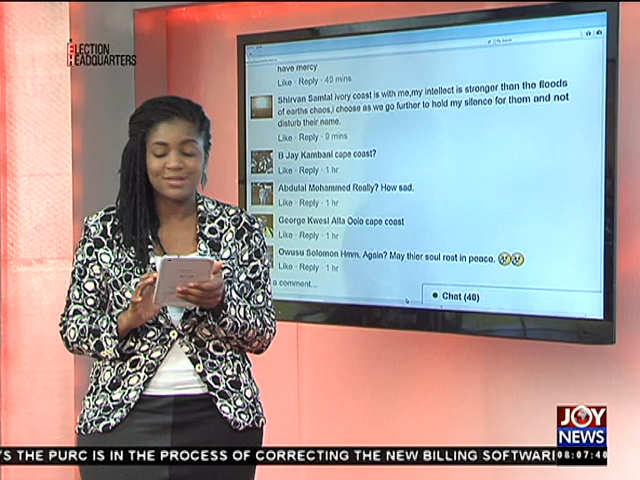 ELECTION
HEADQUARTERS
have mercy
Like · Reply · 40 mins
Shirvan Samlal ivory coast is with me,my intellect is stronger than the floods
of earths chaos,i choose as we go further to hold my silence for them and not
disturb their name.
Like · Reply · 9 mins
B Jay Kambani cape coast?
Like · Reply · 1 hr
Abdulai Mohammed Really? How sad.
Like · Reply · 1 hr
George Kwesi Alla Oolo cape coast
Like · Reply · 1 hr
Owusu Solomon Hmm, Again? May thier soul rest in peace.
Like · Reply · 1 hr
a comment...
Chat (40)
JOY
NEWS
08:07:40
YS THE PURC IS IN THE PROCESS OF CORRECTING THE NEW BILLING SOFTWAR